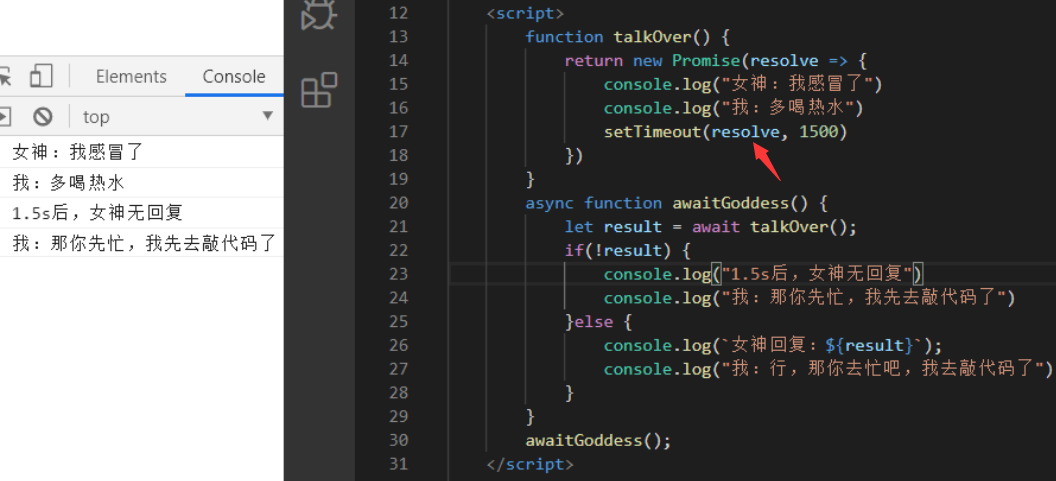 Elements Console
top
女神：我感冒了
我：多喝热水
1.5s后，女神无回复
我：那你先忙，我先去敲代码了
12 <script>
13 function talkOver() {
14 return new Promise(resolve => {
15 console.log("女神：我感冒了")
16 console.log("我：多喝热水")
17 setTimeout(resolve, 1500)
18 })
19 }
20 async function awaitGoddess() {
21 let result = await talkOver();
22 if(!result) {
23 console.log("1.5s后，女神无回复")
24 console.log("我：那你先忙，我先去敲代码了")
25 }else {
26 console.log(`女神回复：${result}`);
27 console.log("我：行，那你去忙吧，我去敲代码了")
28 }
29 }
30 awaitGoddess();
31 </script>